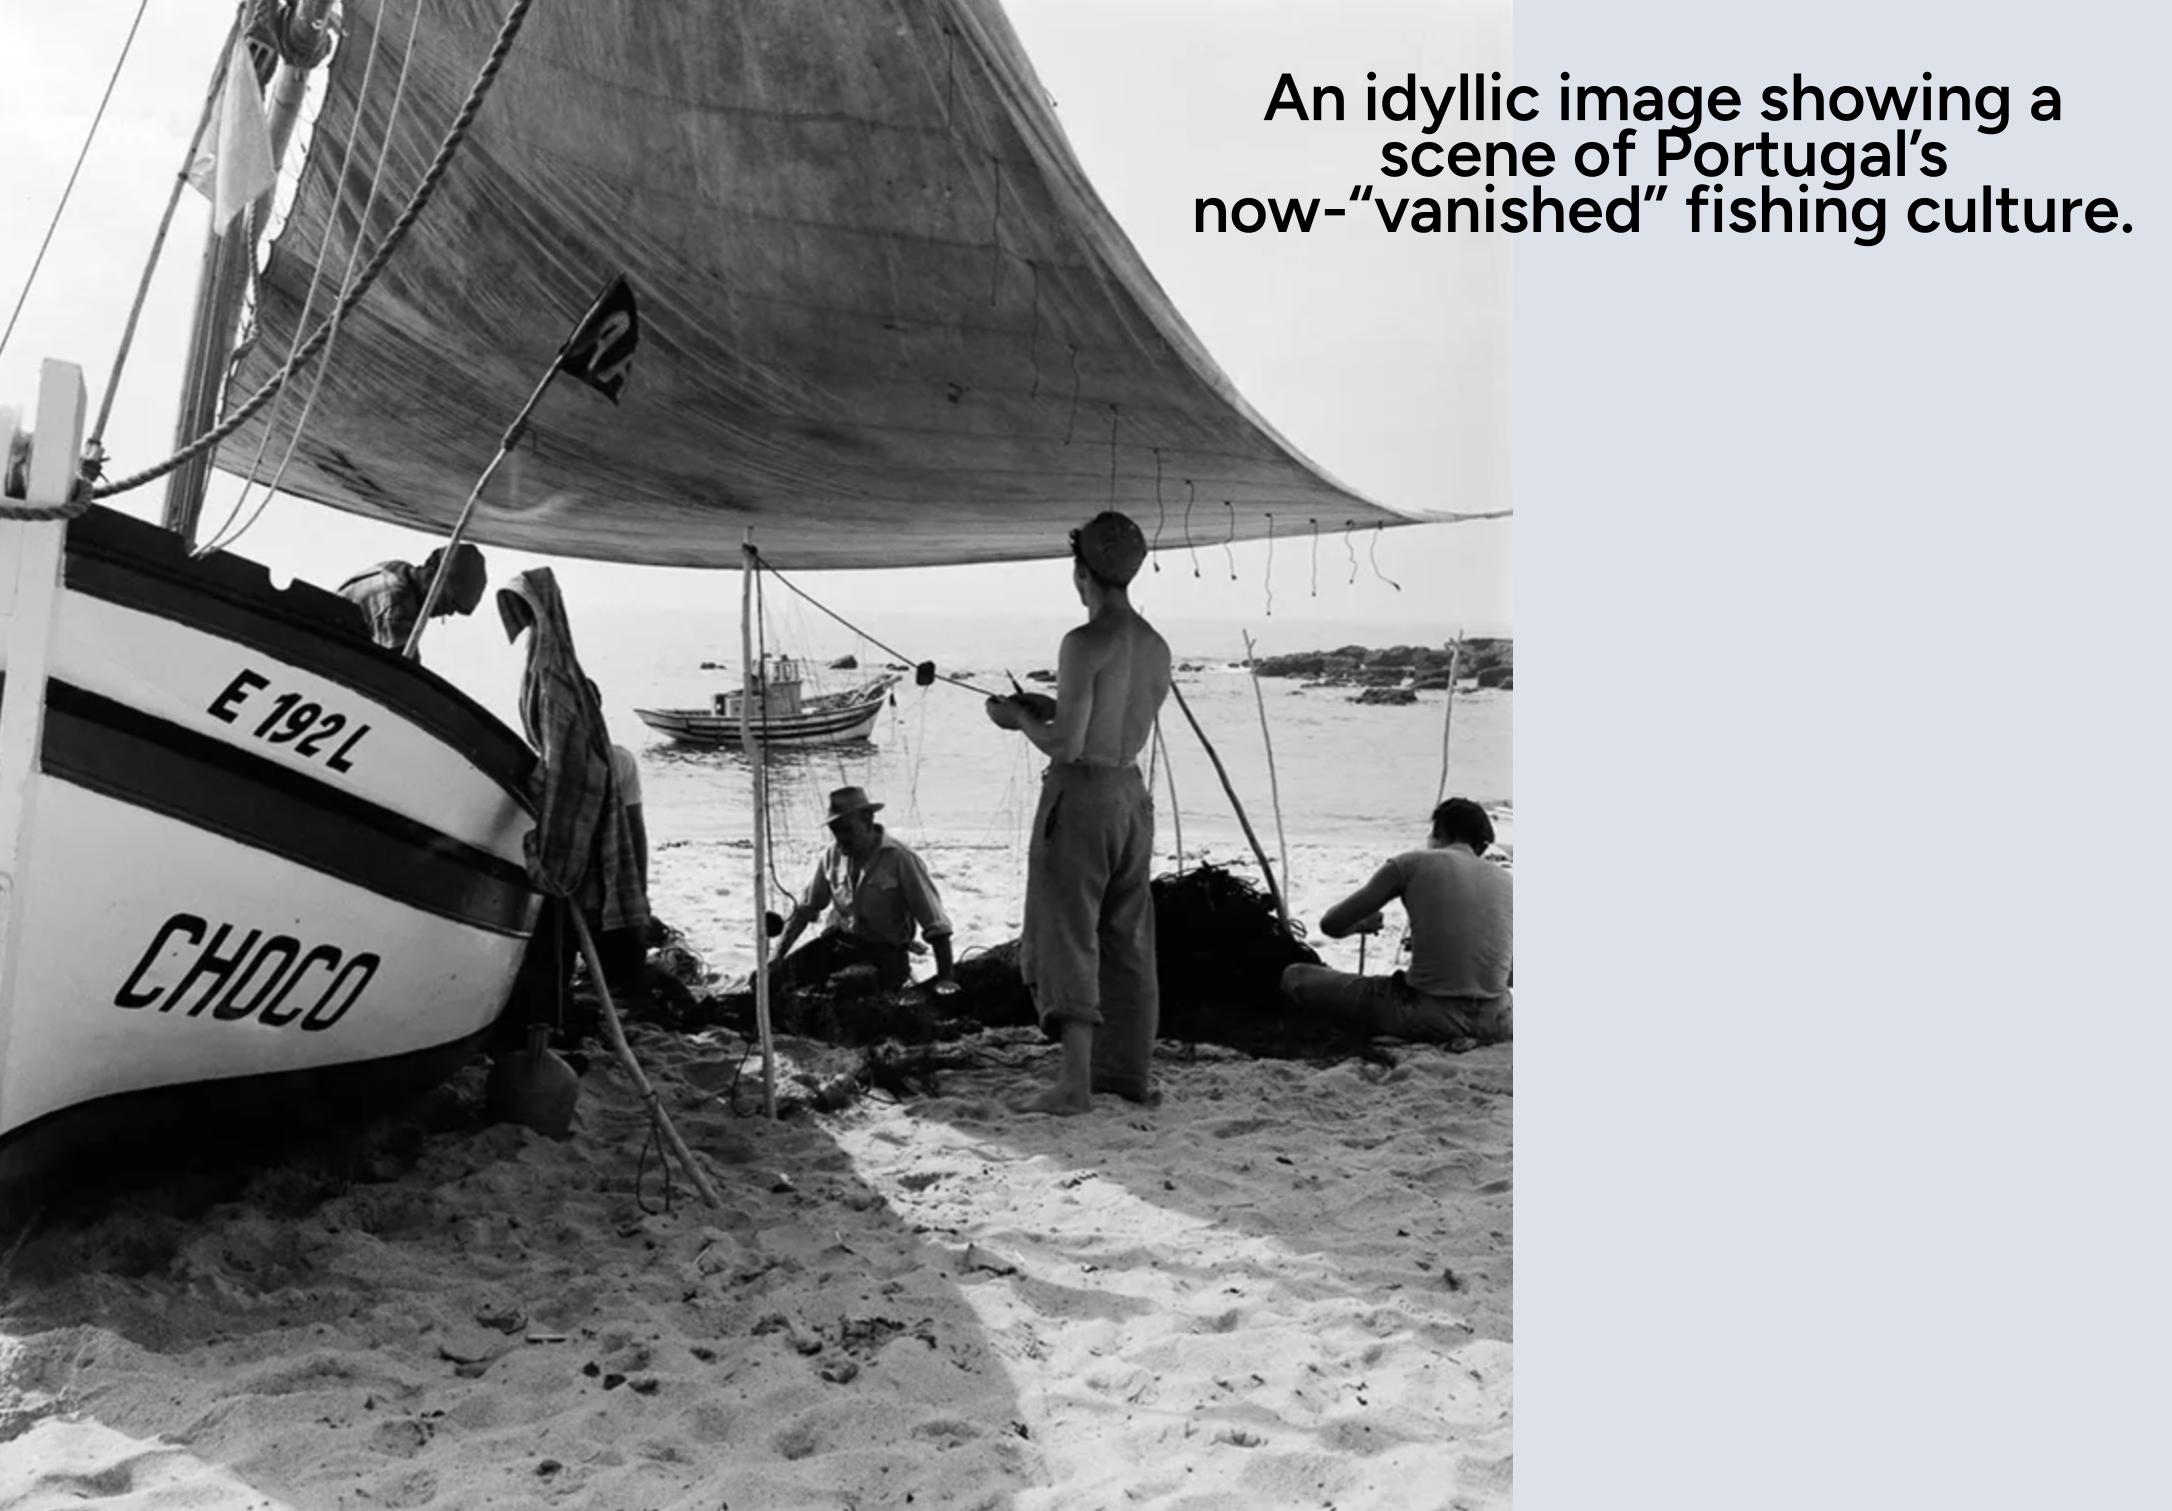 An idyllic image showing a
scene of Portugal’s
now-“vanished” fishing culture.
E 192 L
CHOCO